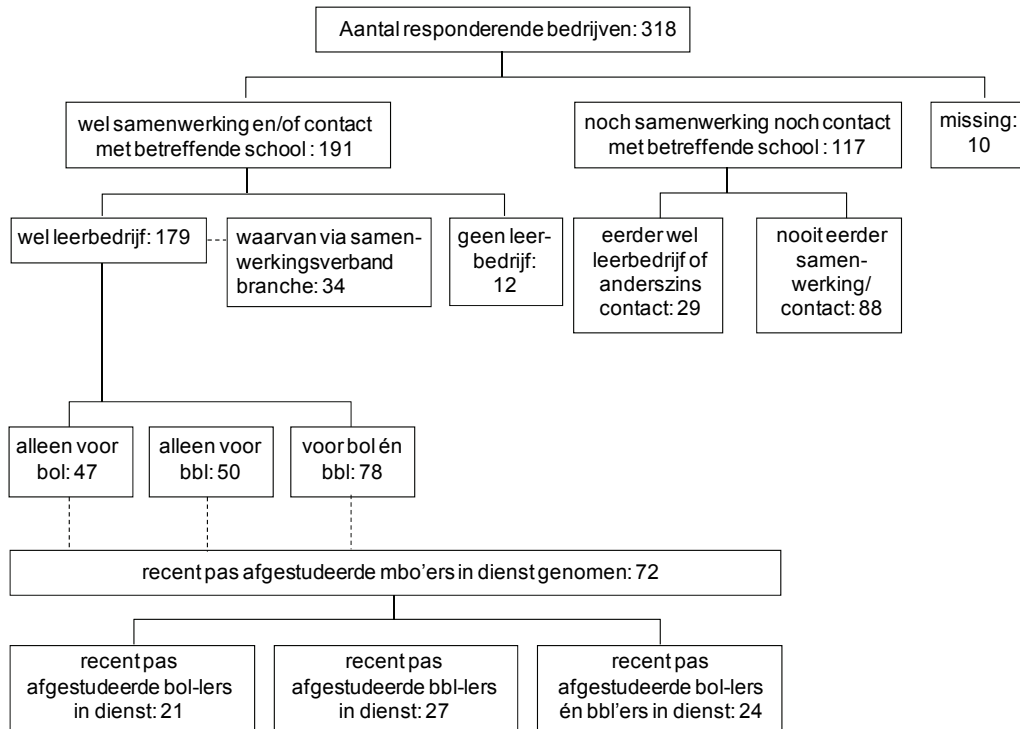 Aantal responderende bedrijven: 318
wel samenwerking en/of contact
met betreffende school : 191
noch samenwerking noch contact
met betreffende school : 117
missing:
10
wel leerbedrijf: 179
waarvan via samen-
werkingsverband
branche: 34
geen leer-
bedrijf:
12
eerder wel
leerbedrijf of
anderszins
contact: 29
nooit eerder
samen-
werking/
contact: 88
alleen voor
bol: 47
alleen voor
bbl: 50
voor bol én
bbl: 78
recent pas afgestudeerde mbo'ers in dienst genomen: 72
recent pas
afgestudeerde bol-lers
in dienst: 21
recent pas
afgestudeerde bbl-lers
in dienst: 27
recent pas
afgestudeerde bol-lers
én bbl'ers in dienst: 24